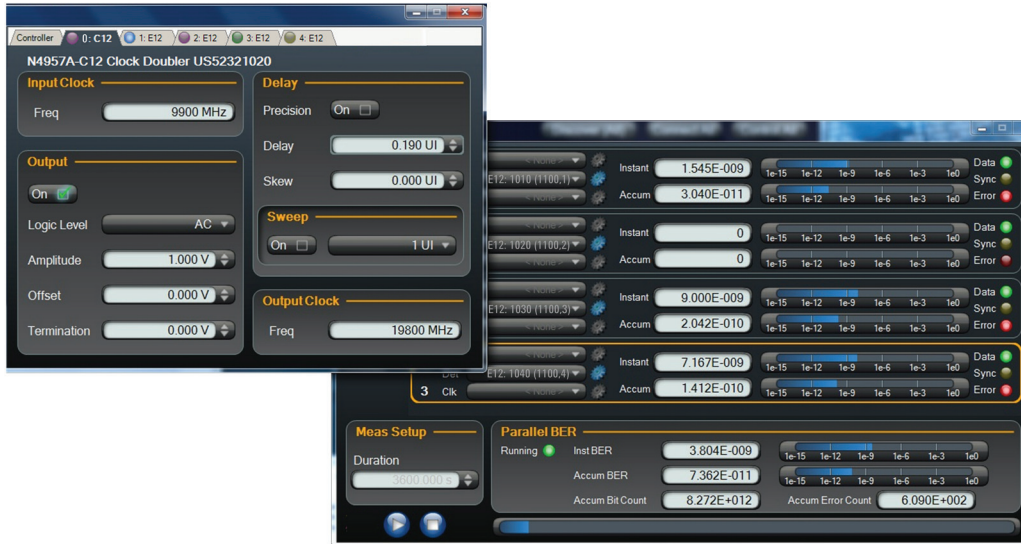 Controller 0: C12 1: E12 2: E12 3: E12 4: E12
N4957A-C12 Clock Doubler US52321020
Input Clock
Freq 9900 MHz
Output
On
Logic Level AC
Amplitude 1.000 V
Offset 0.000 V
Termination 0.000 V
Delay
Precision On
Delay 0.190 UI
Skew 0.000 UI
Sweep
On 1 UI
Output Clock
Freq 19800 MHz
< None > Instant 1.545E-009 1e-15 1e-12 1e-9 1e-6 1e-3 1e0 Data
E12: 1010 (1100,1) Sync
< None > Accum 3.040E-011 1e-15 1e-12 1e-9 1e-6 1e-3 1e0 Error
< None > Instant 0 1e-15 1e-12 1e-9 1e-6 1e-3 1e0 Data
E12: 1020 (1100,2) Sync
< None > Accum 0 1e-15 1e-12 1e-9 1e-6 1e-3 1e0 Error
< None > Instant 9.000E-009 1e-15 1e-12 1e-9 1e-6 1e-3 1e0 Data
E12: 1030 (1100,3) Sync
< None > Accum 2.042E-010 1e-15 1e-12 1e-9 1e-6 1e-3 1e0 Error
< None > Instant 7.167E-009 1e-15 1e-12 1e-9 1e-6 1e-3 1e0 Data
Det E12: 1040 (1100,4) Sync
3 Clk < None > Accum 1.412E-010 1e-15 1e-12 1e-9 1e-6 1e-3 1e0 Error
Meas Setup
Duration
3600.000 s
Parallel BER
Running Inst BER 3.804E-009 1e-15 1e-12 1e-9 1e-6 1e-3 1e0
Accum BER 7.362E-011 1e-15 1e-12 1e-9 1e-6 1e-3 1e0
Accum Bit Count 8.272E+012 Accum Error Count 6.090E+002